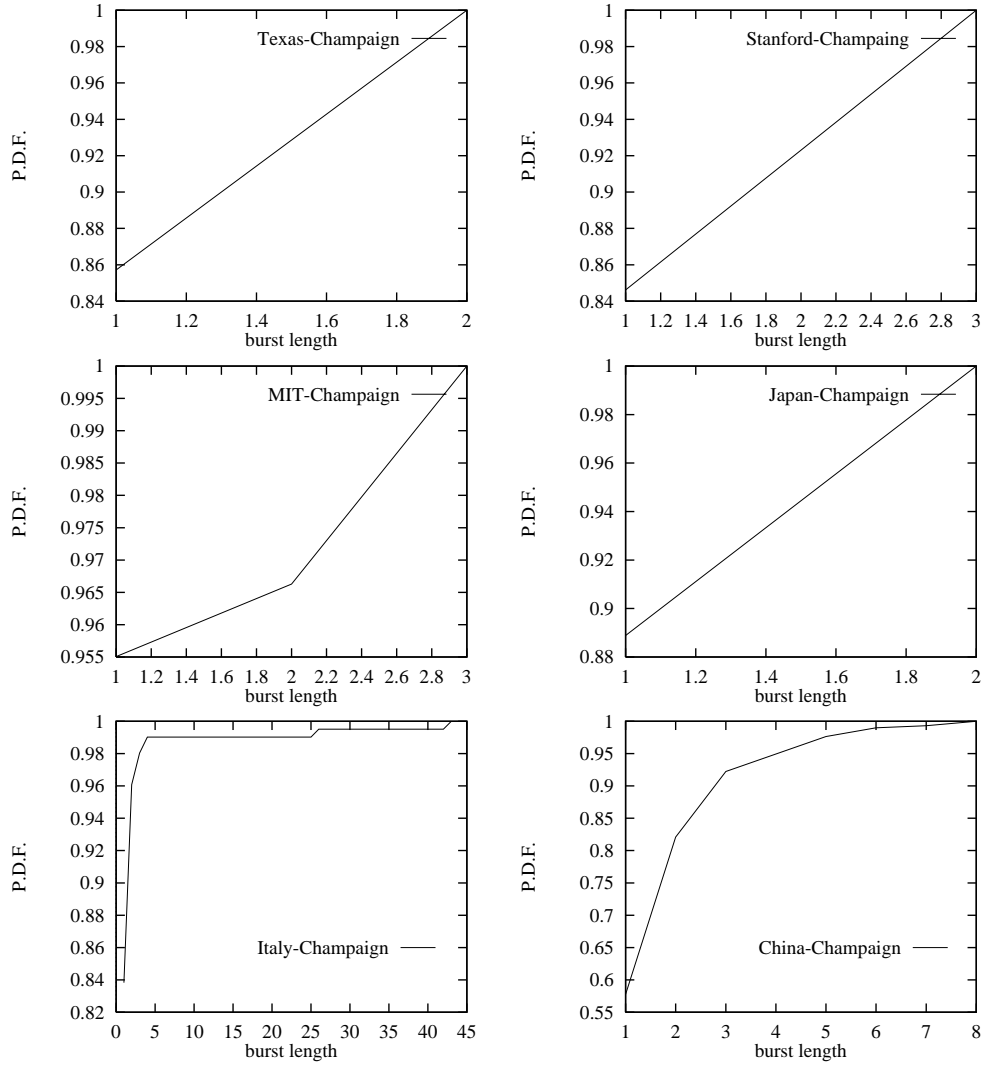 1
0.98
0.96
0.94
0.92
0.9
0.88
0.86
0.84
P.D.F.
Texas-Champaign
1 1.2 1.4 1.6 1.8 2
burst length
1
0.98
0.96
0.94
0.92
0.9
0.88
0.86
0.84
P.D.F.
Stanford-Champaing
1 1.2 1.4 1.6 1.8 2 2.2 2.4 2.6 2.8 3
burst length
1
0.995
0.99
0.985
0.98
0.975
0.97
0.965
0.96
0.955
P.D.F.
MIT-Champaign
1 1.2 1.4 1.6 1.8 2 2.2 2.4 2.6 2.8 3
burst length
1
0.98
0.96
0.94
0.92
0.9
0.88
P.D.F.
Japan-Champaign
1 1.2 1.4 1.6 1.8 2
burst length
1
0.98
0.96
0.94
0.92
0.9
0.88
0.86
0.84
0.82
P.D.F.
Italy-Champaign
0 5 10 15 20 25 30 35 40 45
burst length
1
0.95
0.9
0.85
0.8
0.75
0.7
0.65
0.6
0.55
P.D.F.
China-Champaign
1 2 3 4 5 6 7 8
burst length